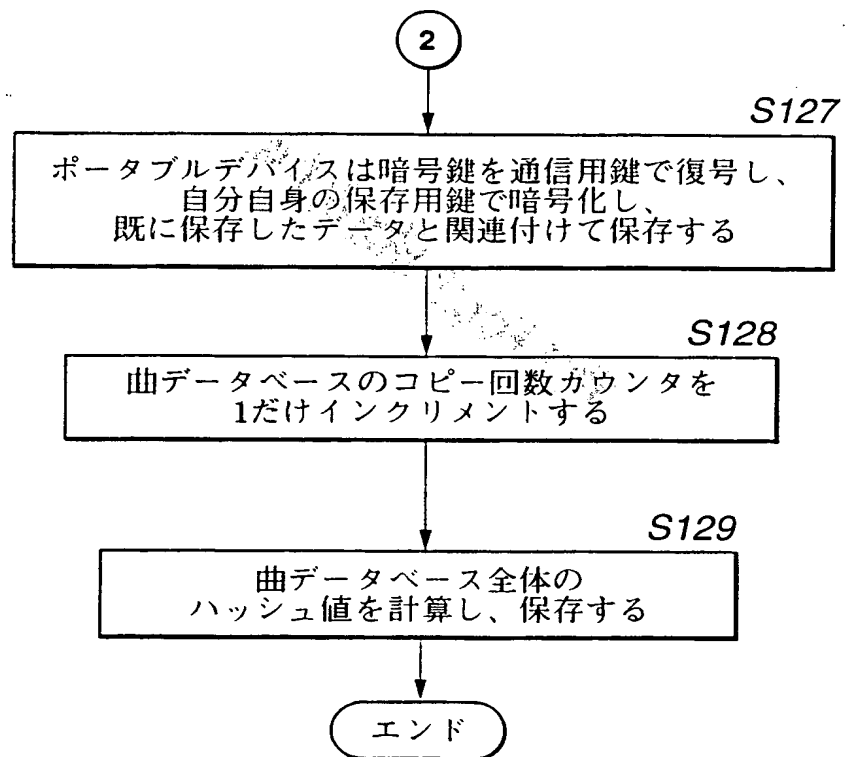 2
S127
ポータブルデバイスは暗号鍵を通信用鍵で復号し、
自分自身の保存用鍵で暗号化し、
既に保存したデータと関連付けて保存する
S128
曲データベースのコピー回数カウンタを
1だけインクリメントする
S129
曲データベース全体の
ハッシュ値を計算し、保存する
エンド